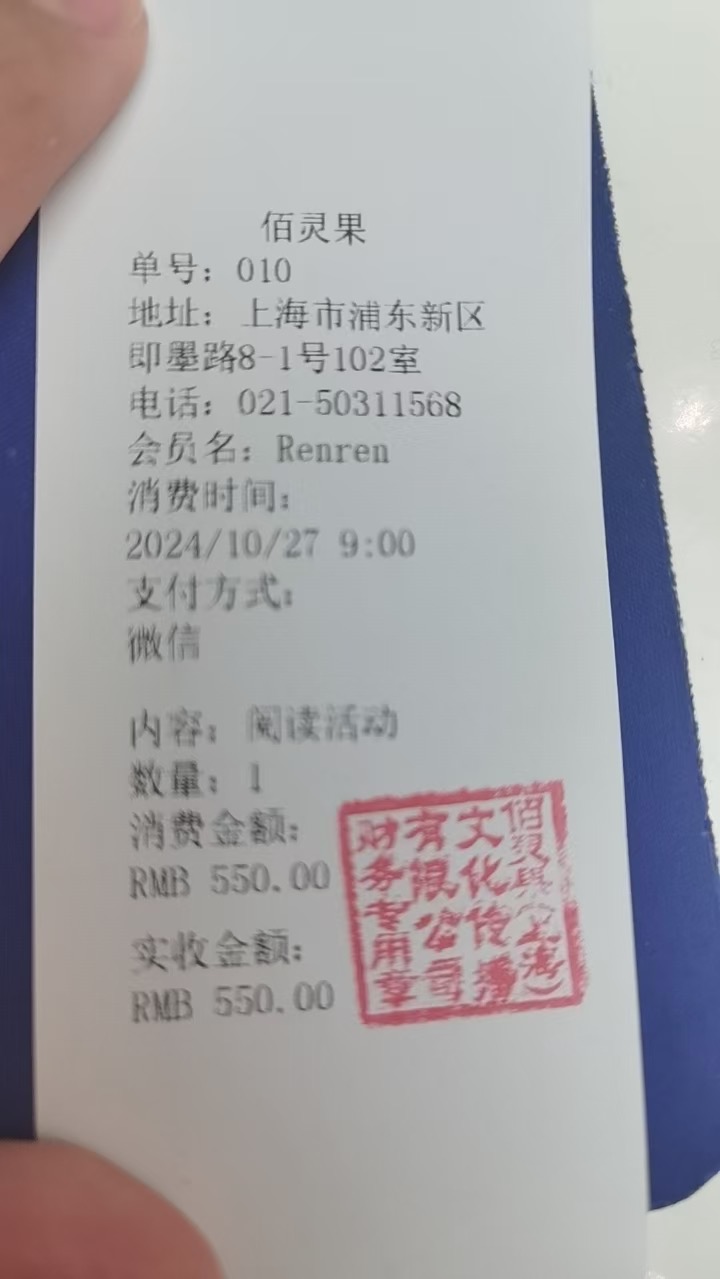 佰灵果
单号：010
地址：上海市浦东新区
即墨路8-1号102室
电话：021-50311568
会员名：Renren
消费时间：
2024/10/27 9:00
支付方式：
微信
内容：阅读活动
数量：1
消费金额：
RMB 550.00
实收金额：
RMB 550.00
（上海）
文化传播
有限公司
财务专用章